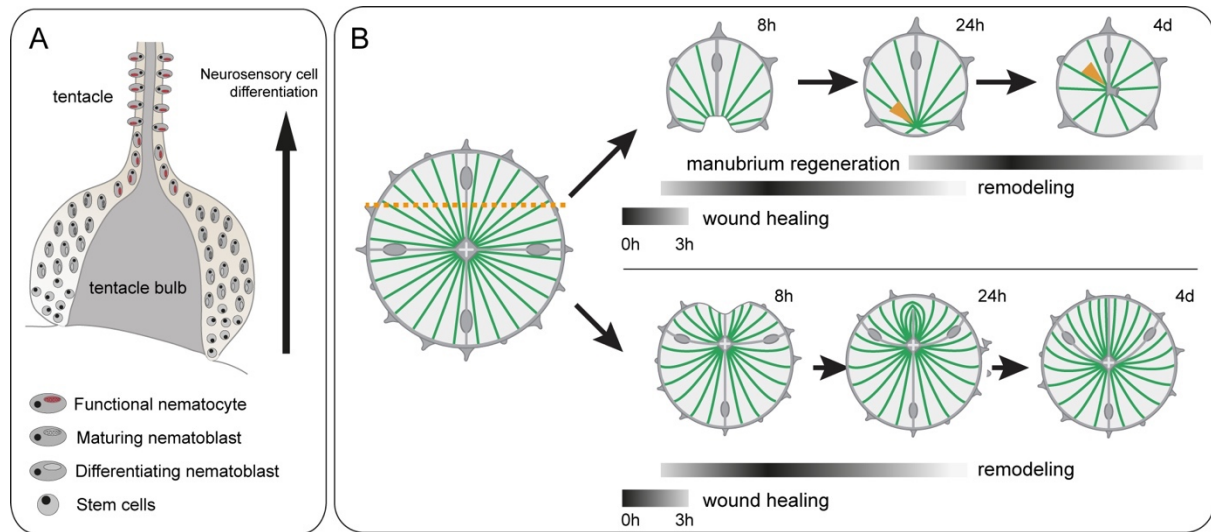 A
Neurosensory cell
differentiation
tentacle
tentacle bulb
Functional nematocyte
Maturing nematoblast
Differentiating nematoblast
Stem cells
B
8h
24h
4d
manubrium regeneration
remodeling
wound healing
0h
3h
8h
24h
4d
remodeling
wound healing
0h
3h